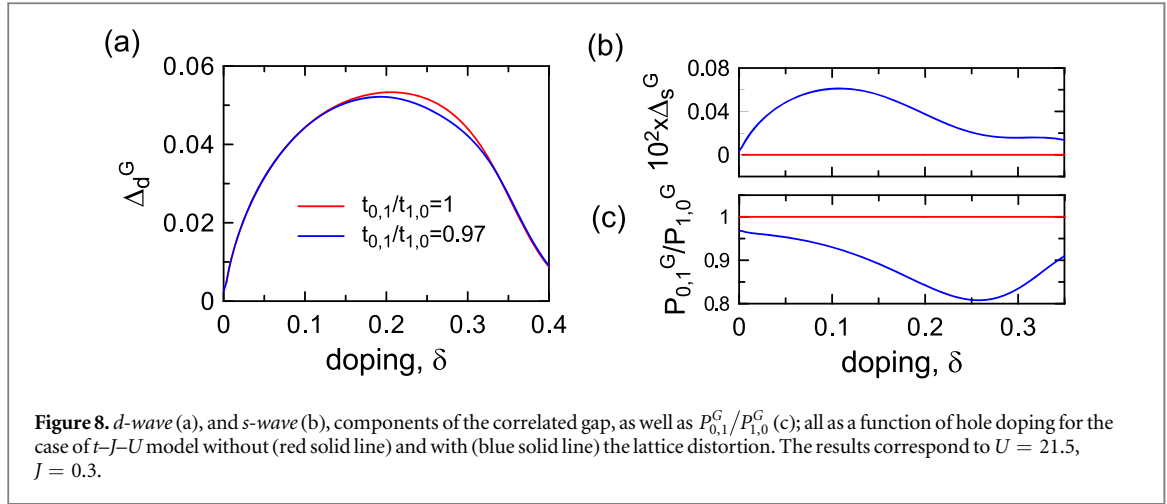 (a)
0.06
0.04
0.02
0
Δ_d^G
t_{0,1}/t_{1,0}=1
t_{0,1}/t_{1,0}=0.97
0 0.1 0.2 0.3 0.4
doping, δ
(b)
0.08
0.04
0
10²xΔ_s^G
(c)
1
0.9
0.8
P_{0,1}^G/P_{1,0}^G
0 0.1 0.2 0.3
doping, δ
Figure 8. d-wave (a), and s-wave (b), components of the correlated gap, as well as P_{0,1}^G/P_{1,0}^G (c); all as a function of hole doping for the
case of t–J–U model without (red solid line) and with (blue solid line) the lattice distortion. The results correspond to U = 21.5,
J = 0.3.